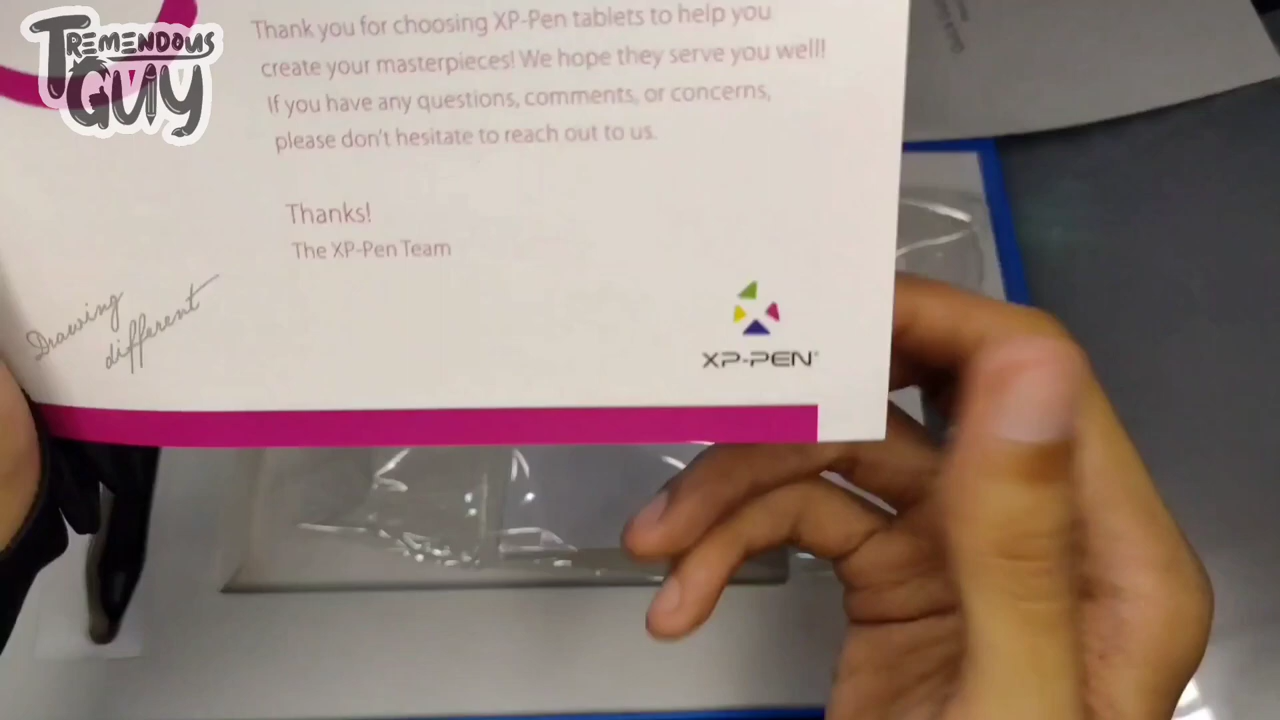 TREMENDOUS
GUIY
Thank you for choosing XP-Pen tablets to help you
create your masterpieces! We hope they serve you well!
If you have any questions, comments, or concerns,
please don't hesitate to reach out to us.
Thanks!
The XP-Pen Team
Drawing
different
XP-PEN®